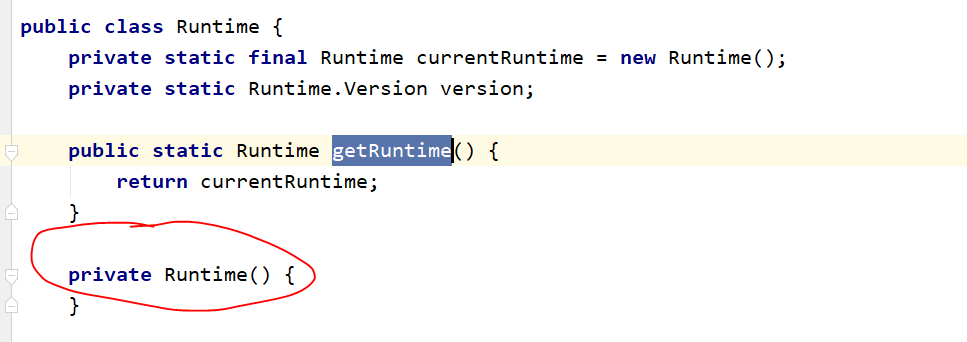 public class Runtime {
private static final Runtime currentRuntime = new Runtime();
private static Runtime.Version version;
public static Runtime getRuntime() {
return currentRuntime;
}
private Runtime() {
}